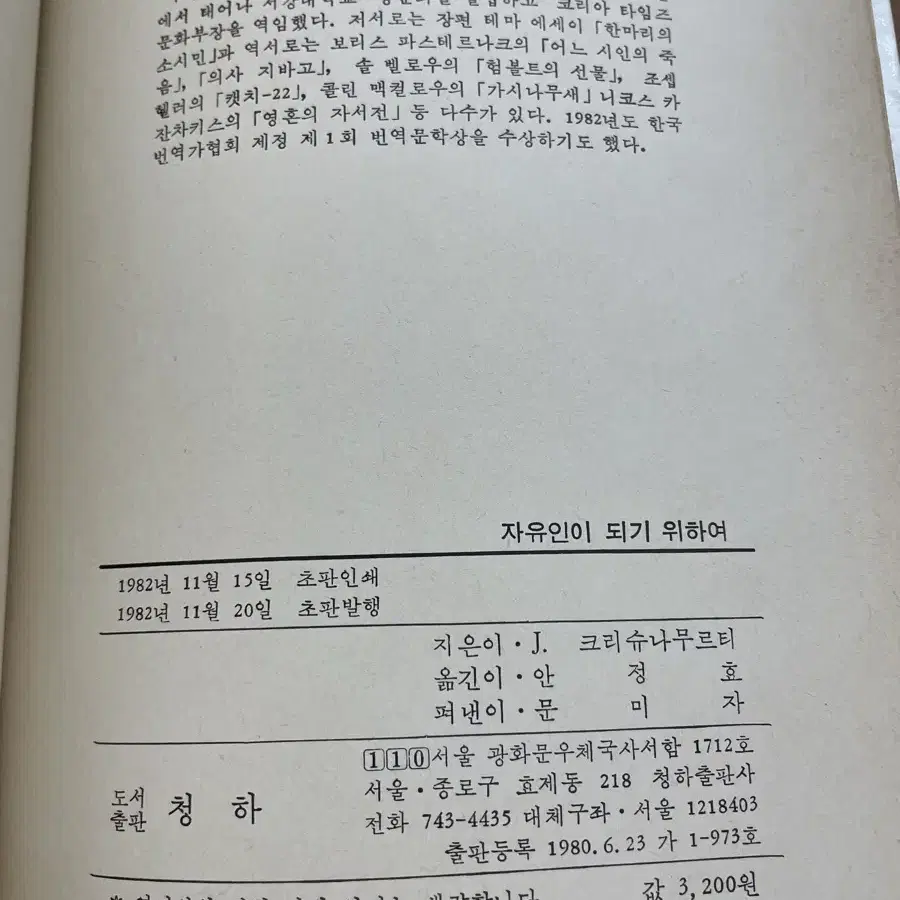 에서 태어나 서강대학교 영문과를 졸업하고 코리아 타임즈
문화부장을 역임했다. 저서로는 장편 테마 에세이 「한마리의
소시민」과 역서로는 보리스 파스테르나크의 「어느 시인의 죽
음」, 「의사 지바고」, 솔 벨로우의 「험볼트의 선물」, 조셉
헬러의 「캣치-22」, 콜린 맥컬로우의 「가시나무새」 니코스 카
잔차키스의 「영혼의 자서전」 등 다수가 있다. 1982년도 한국
번역가협회 제정 제 1 회 번역문학상을 수상하기도 했다.
자유인이 되기 위하여
1982년 11월 15일 초판인쇄
1982년 11월 20일 초판발행
지은이・J. 크리슈나무르티
옮긴이・안 정 효
펴낸이・문 미 자
110 서울 광화문우체국사서함 1712호
서울・종로구 효제동 218 청하출판사
도서출판 청 하
전화 743-4435 대체구좌・서울 1218403
출판등록 1980.6.23 가 1-973호
값 3,200원